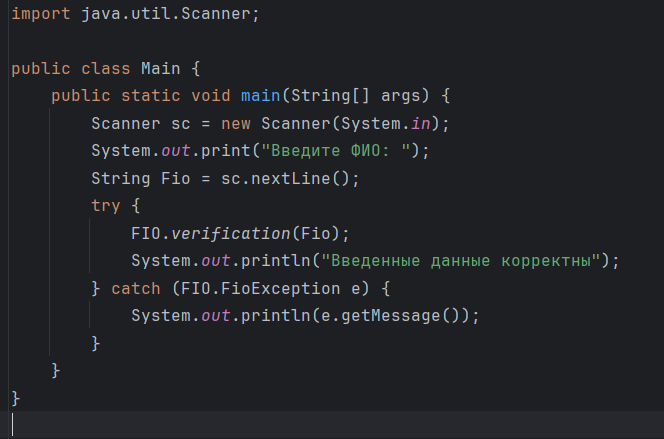 import java.util.Scanner;
public class Main {
public static void main(String[] args) {
Scanner sc = new Scanner(System.in);
System.out.print("Введите ФИО: ");
String Fio = sc.nextLine();
try {
FIO.verification(Fio);
System.out.println("Введенные данные корректны");
} catch (FIO.FioException e) {
System.out.println(e.getMessage());
}
}
}